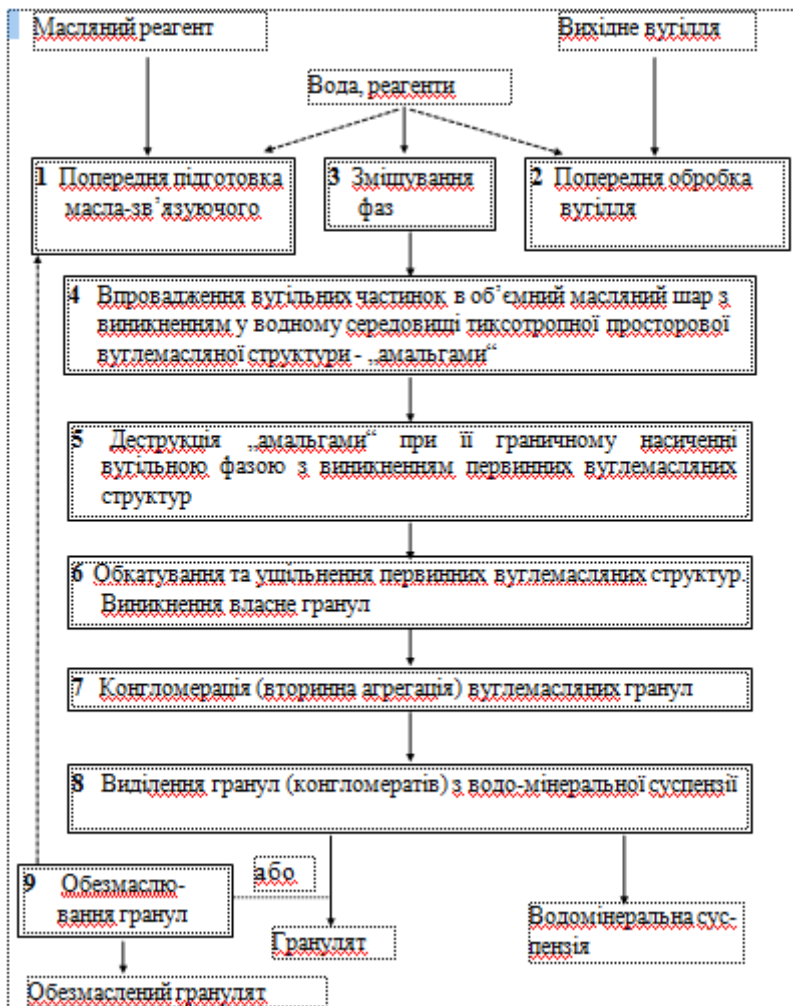 Масляний реагент
Вихідне вугілля
Вода, реагенти
1 Попередня підготовка
масла-зв’язуючого
3 Змішування
фаз
2 Попередня обробка
вугілля
4 Впровадження вугільних частинок в об’ємний масляний шар з
виникненням у водному середовищі тиксотропної просторової
вуглемасляної структури - „амальгами“
5 Деструкція „амальгами“ при її граничному насиченні
вугільною фазою з виникненням первинних вуглемасляних
структур
6 Обкатування та ущільнення первинних вуглемасляних структур.
Виникнення власне гранул
7 Конгломерація (вторинна агрегація) вуглемасляних гранул
8 Виділення гранул (конгломератів) з водо-мінеральної суспензії
9 Обезмаслю-
вання гранул
або
Гранулят
Водомінеральна сус-
пензія
Обезмаслений гранулят